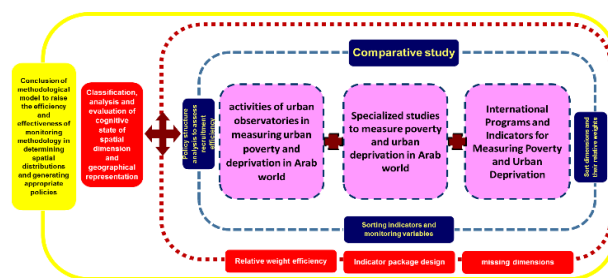 Comparative study
Conclusion of
methodological
model to raise
the efficiency
and
effectiveness of
monitoring
methodology in
determining
spatial
distributions and
generating
appropriate
policies
Classification,
analysis and
evaluation of
cognitive
state of
spatial
dimension
and
geographical
representation
Policy structure
analysis to assess
recruitment
efficiency
activities of urban
observatories in
measuring urban
poverty and
deprivation in Arab
world
Specialized studies
to measure poverty
and urban
deprivation in Arab
world
International
Programs and
Indicators for
Measuring Poverty
and Urban
Deprivation
Sort dimensions and
their relative weights
Sorting indicators and
monitoring variables
Relative weight efficiency
Indicator package design
missing dimensions